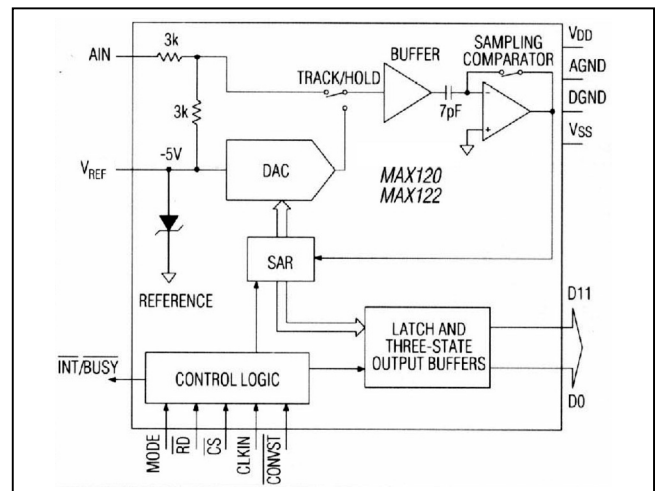 AIN
3k
3k
TRACK/HOLD
BUFFER
7pF
SAMPLING
COMPARATOR
VDD
AGND
DGND
VSS
VREF
-5V
DAC
MAX120
MAX122
REFERENCE
SAR
D11
LATCH AND
THREE-STATE
OUTPUT BUFFERS
D0
INT/BUSY
CONTROL LOGIC
MODE
RD
CS
CLKIN
CONVST